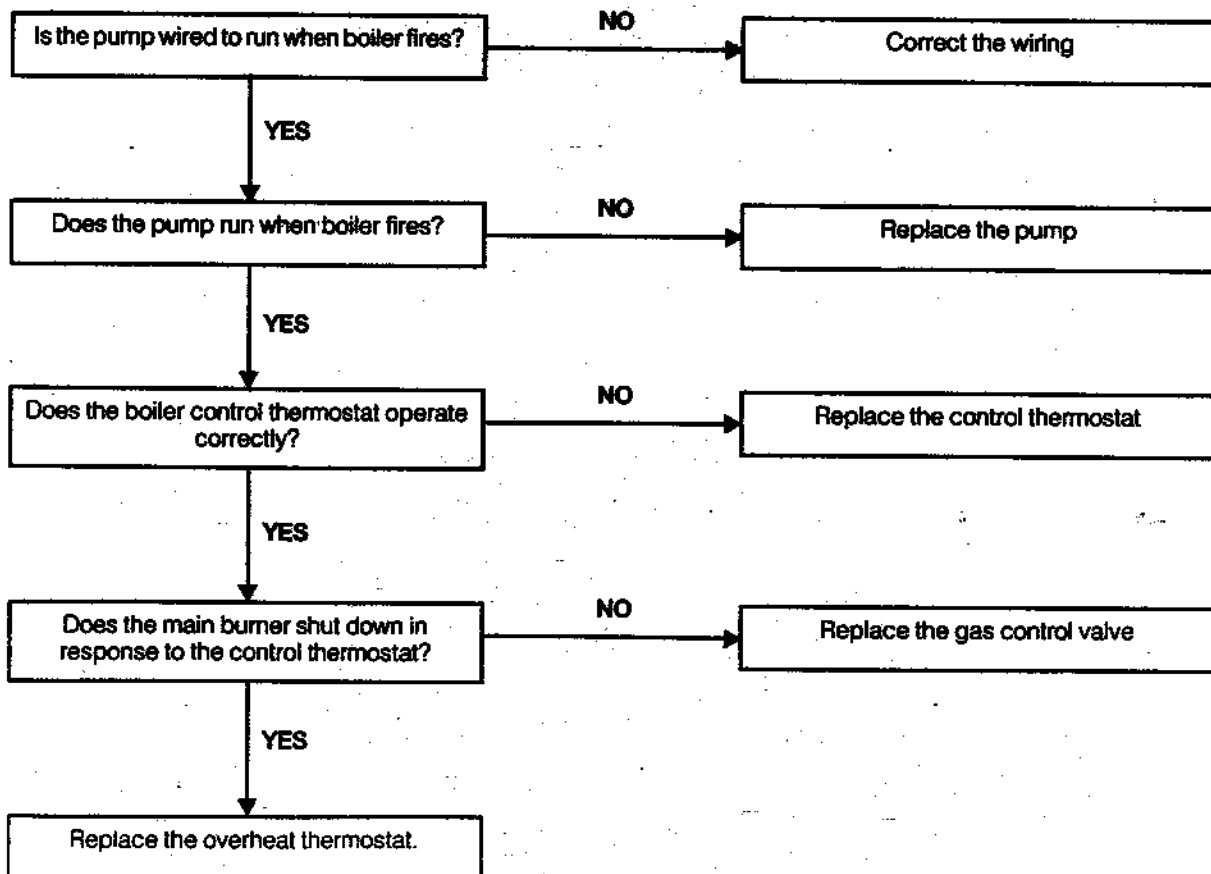 Is the pump wired to run when boiler fires?
NO
Correct the wiring
YES
Does the pump run when boiler fires?
NO
Replace the pump
YES
Does the boiler control thermostat operate
correctly?
NO
Replace the control thermostat
YES
Does the main burner shut down in
response to the control thermostat?
NO
Replace the gas control valve
YES
Replace the overheat thermostat.